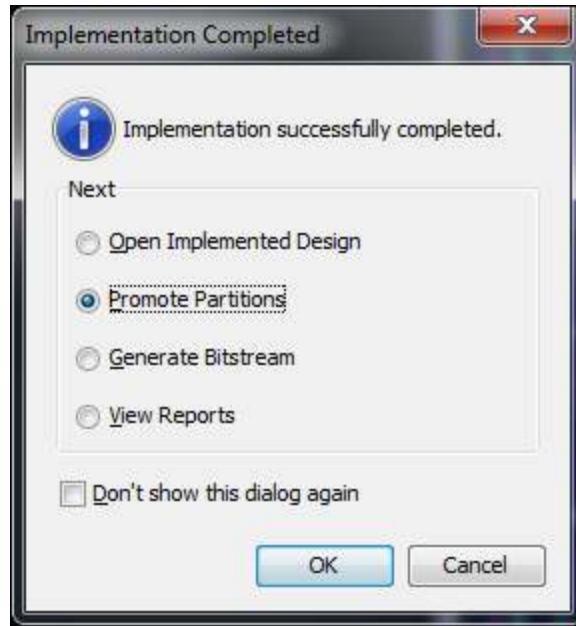 Implementation Completed
Implementation successfully completed.
Next
Open Implemented Design
Promote Partitions
Generate Bitstream
View Reports
Don't show this dialog again
OK
Cancel